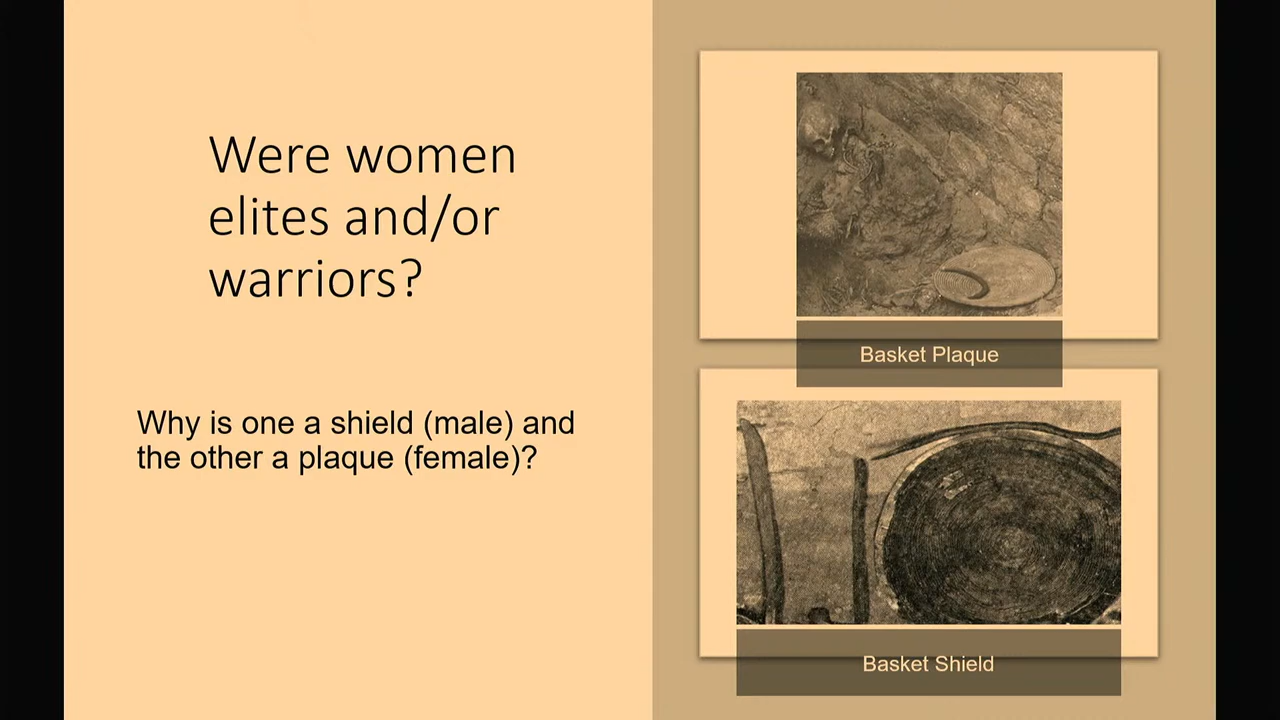 Were women
elites and/or
warriors?
Why is one a shield (male) and
the other a plaque (female)?
Basket Plaque
Basket Shield